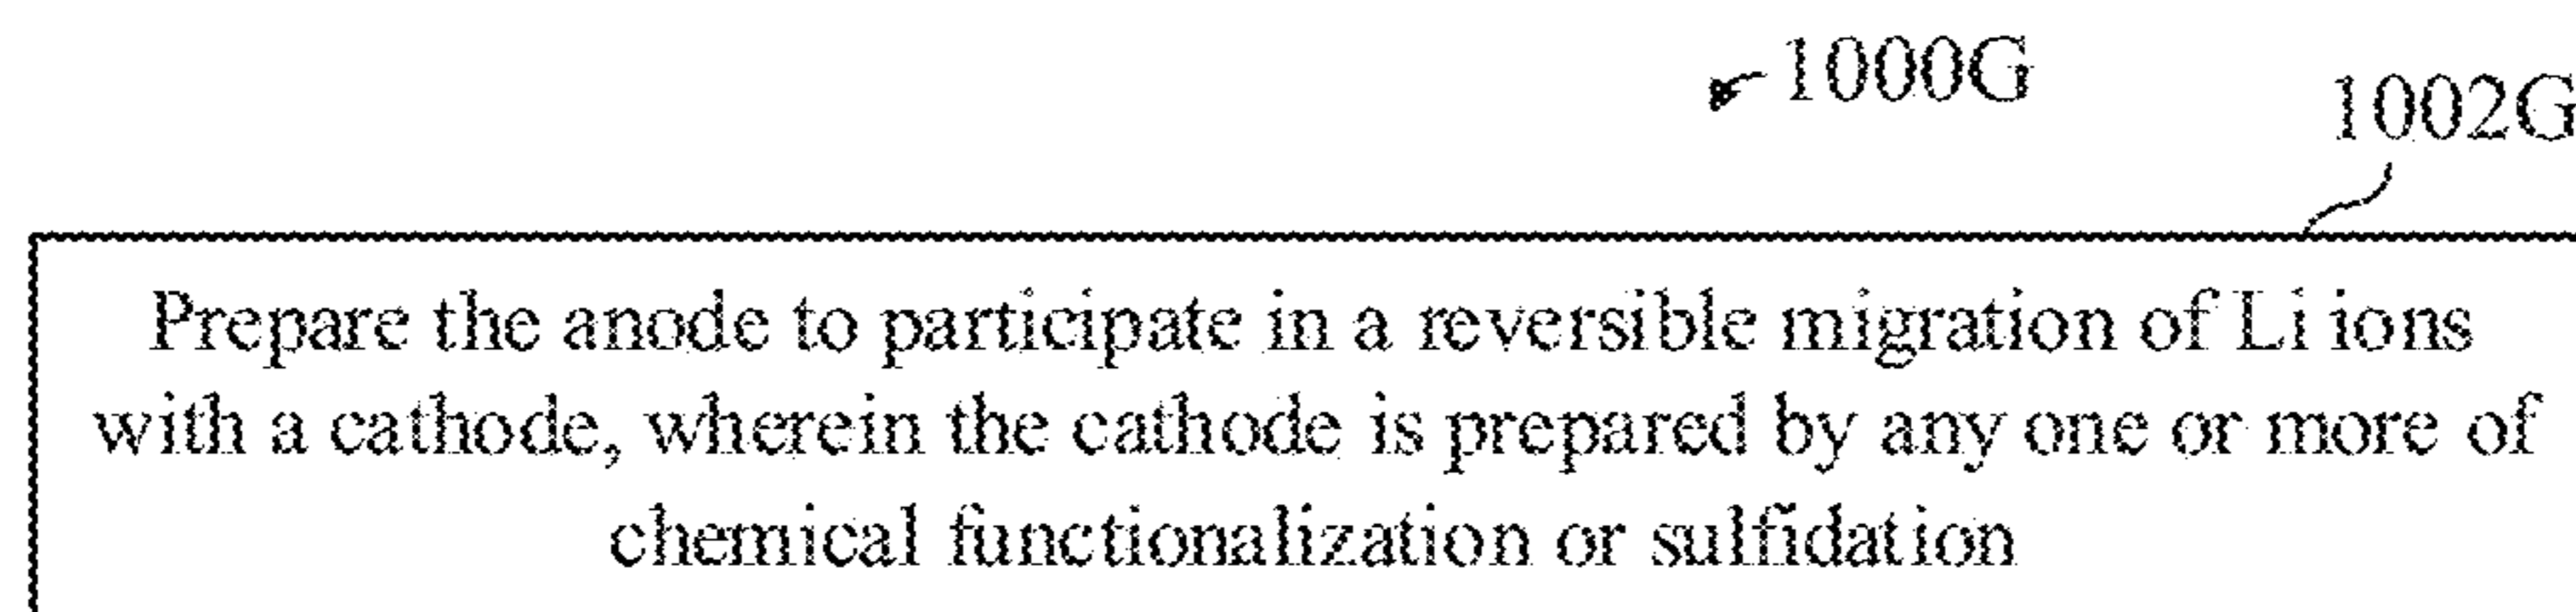 1000G
1002G
Prepare the anode to participate in a reversible migration of Li ions
with a cathode, wherein the cathode is prepared by any one or more of
chemical functionalization or sulfidation